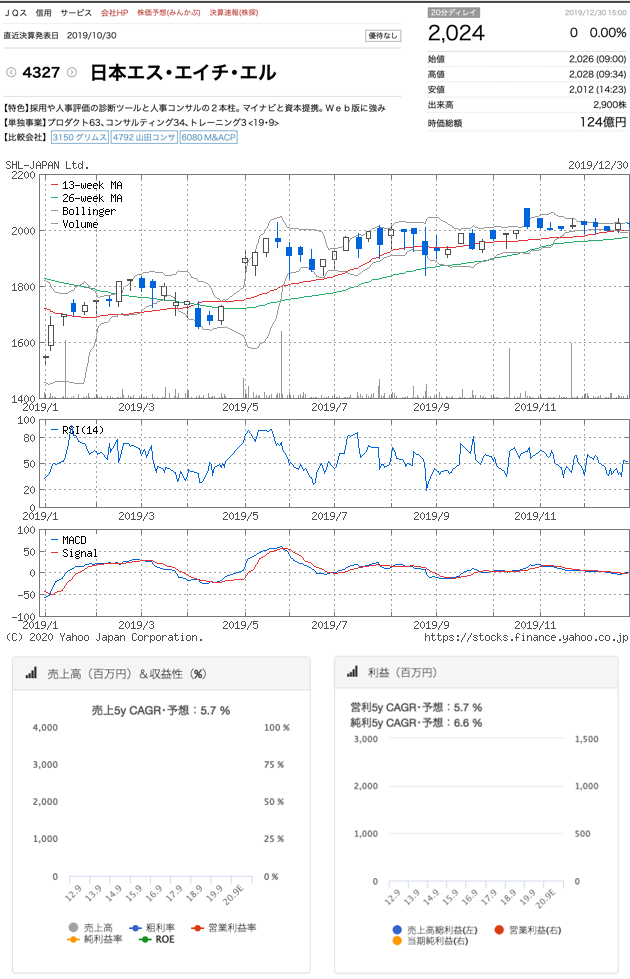 ＪＱス 信用 サービス 会社HP 株価予想(みんかぶ) 決算速報(株探)
直近決算発表日 2019/10/30 優待なし
4327 日本エス・エイチ・エル
【特色】採用や人事評価の診断ツールと人事コンサルの２本柱。マイナビと資本提携。Ｗｅｂ版に強み
【単独事業】プロダクト63、コンサルティング34、トレーニング3<19・9>
【比較会社】 3150 グリムス 4792 山田コンサ 6080 M&ACP
20分ディレイ 2019/12/30 15:00
2,024 0 0.00%
始値 2,026 (09:00)
高値 2,028 (09:34)
安値 2,012 (14:23)
出来高 2,900株
時価総額 124億円
SHL-JAPAN Ltd. 2019/12/30
2200
2000
1800
1600
1400
13-week MA
26-week MA
Bollinger
Volume
2019/1 2019/3 2019/5 2019/7 2019/9 2019/11
100
80
50
20
0
RSI(14)
2019/1 2019/3 2019/5 2019/7 2019/9 2019/11
100
50
0
-50
-100
MACD
Signal
2019/1 2019/3 2019/5 2019/7 2019/9 2019/11
(C) 2020 Yahoo Japan Corporation. https://stocks.finance.yahoo.co.jp
売上高（百万円）＆収益性（%）
売上5y CAGR・予想：5.7 %
4,000 100 %
3,000 75 %
2,000 50 %
1,000 25 %
0 0 %
12.9 13.9 14.9 15.9 16.9 17.9 18.9 19.9 20.9E
売上高 粗利率 営業利益率
純利益率 ROE
利益（百万円）
営利5y CAGR・予想：5.7 %
純利5y CAGR・予想：6.6 %
3,000 1,500
2,000 1,000
1,000 500
0 0
12.9 13.9 14.9 15.9 16.9 17.9 18.9 19.9 20.9E
売上高総利益(左) 営業利益(右)
当期純利益(右)